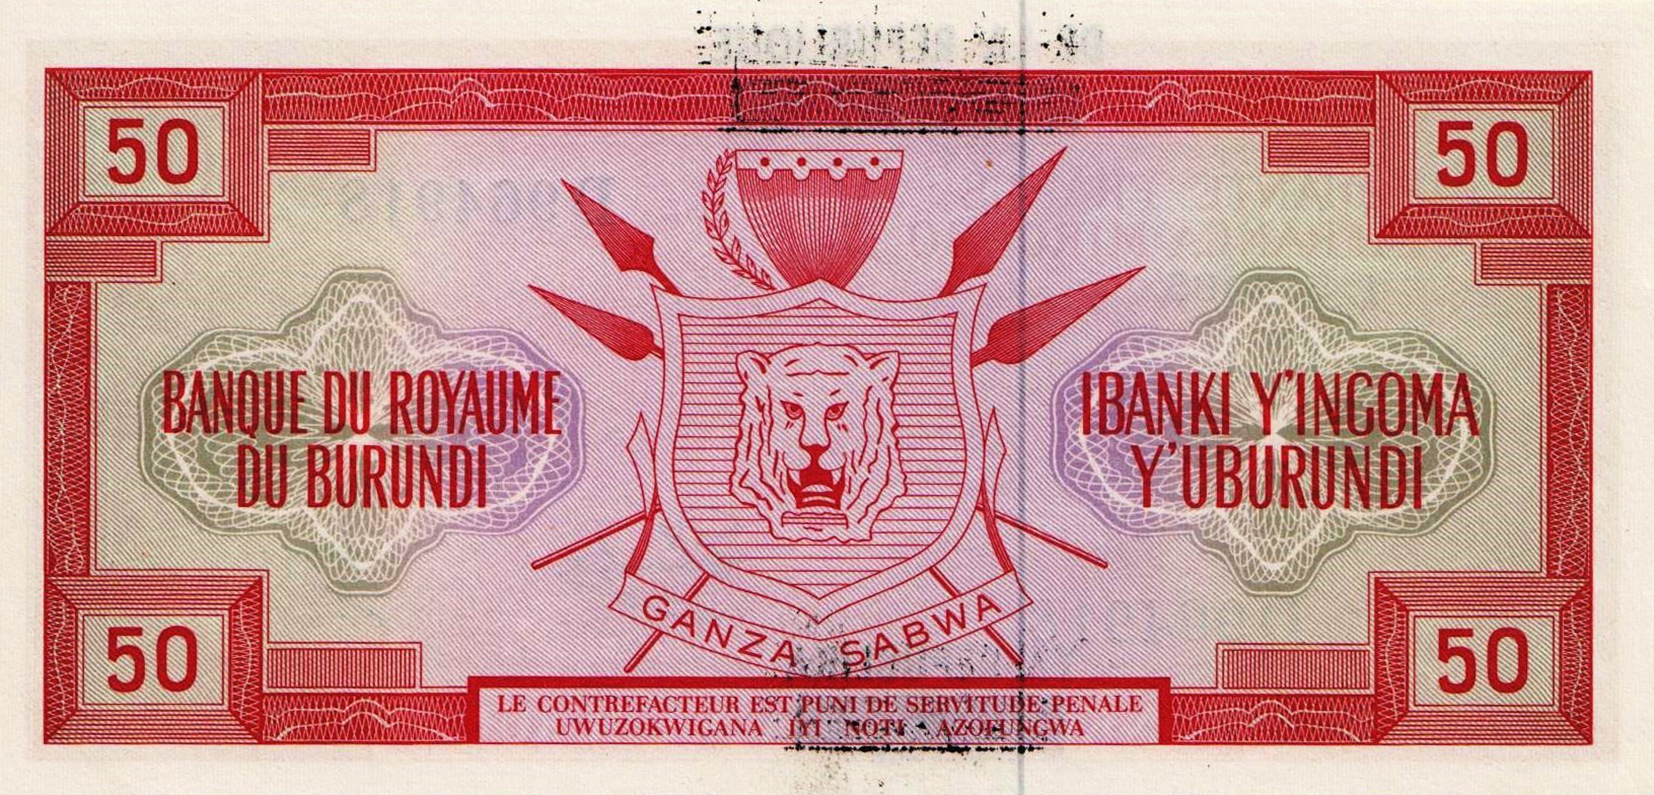 50
50
BANQUE DU ROYAUME
DU BURUNDI
IBANKI Y'INGOMA
Y'UBURUNDI
GANZA SABWA
50
50
LE CONTREFACTEUR EST PUNI DE SERVITUDE PENALE
UWUZOKWIGANA IYI NOTI AZOFUNGWA